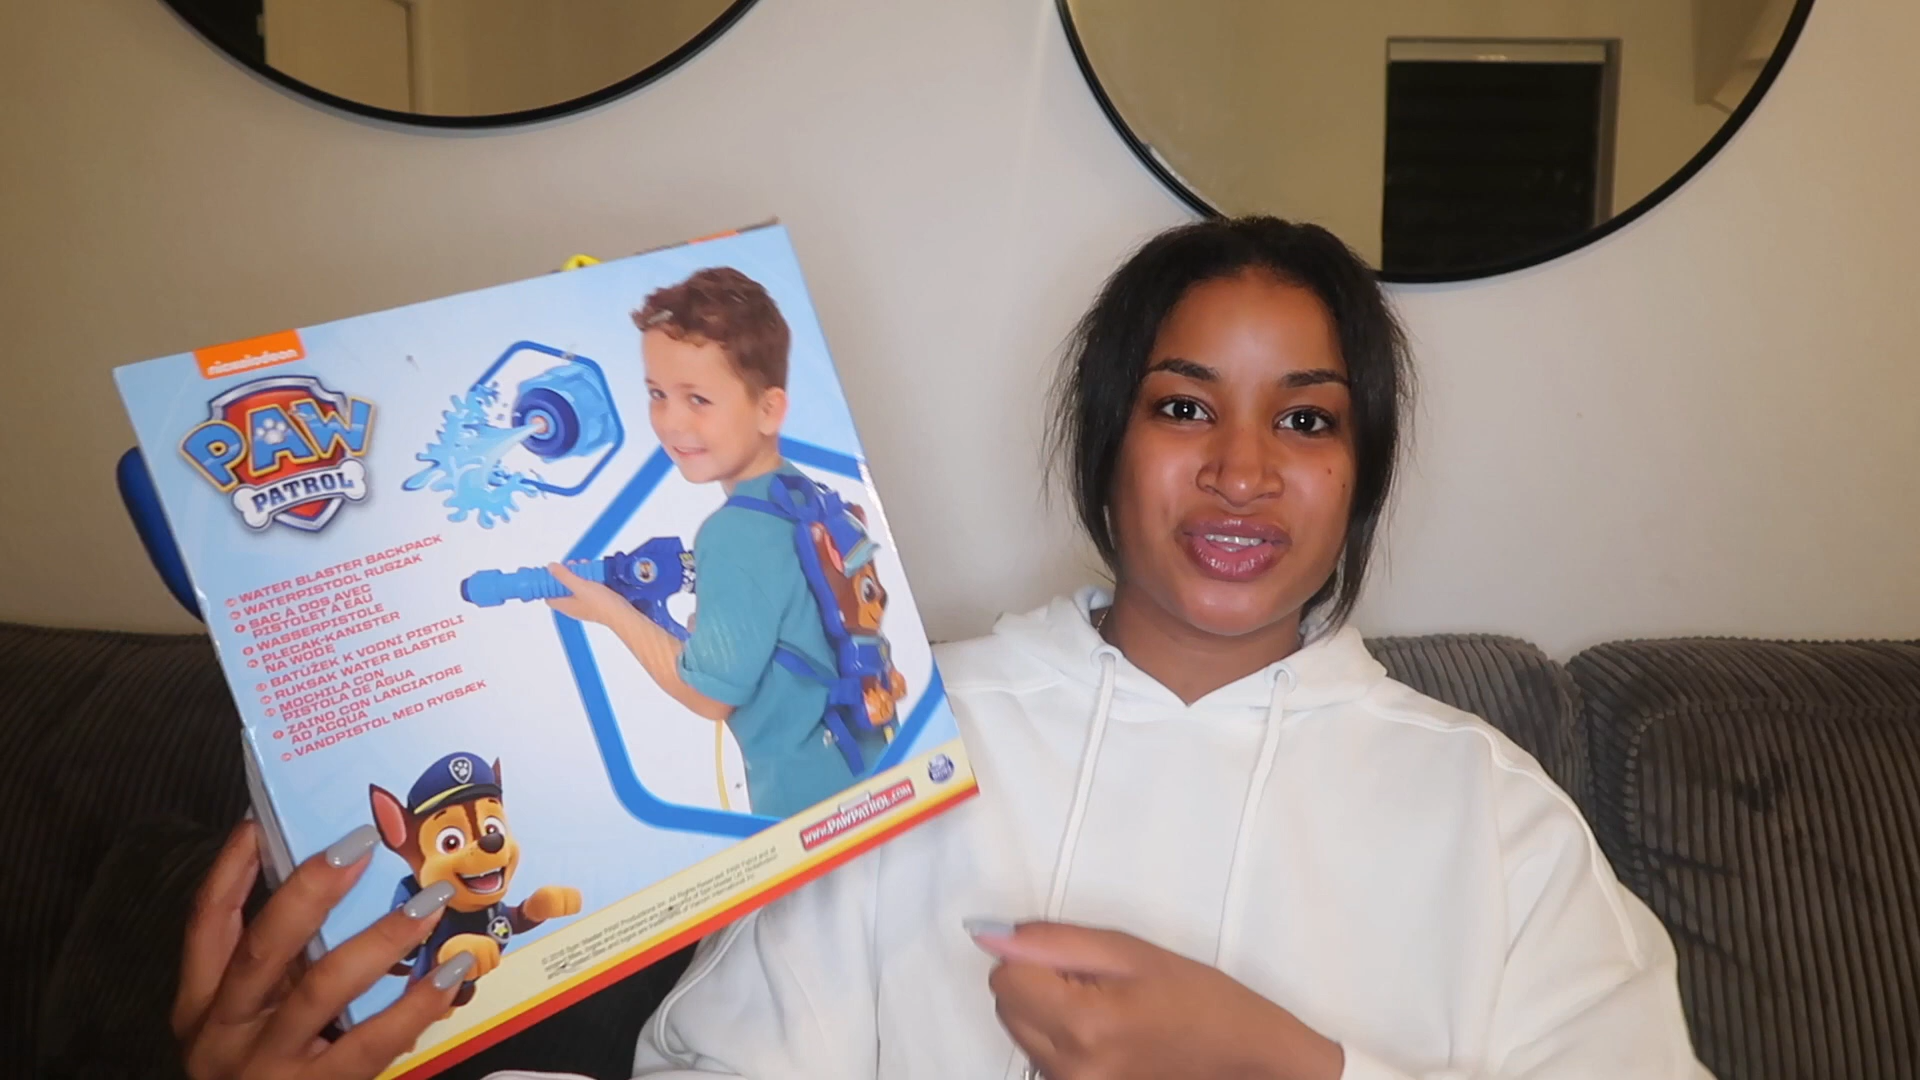 nickelodeon
PAW
PATROL
WATER BLASTER BACKPACK
WATERPISTOOL RUGZAK
SAC À DOS AVEC
PISTOLET À EAU
WASSERPISTOLE
PLECAK-KANISTER
NA WODĘ
BATŮŽEK K VODNÍ PISTOLI
RUKSAK WATER BLASTER
MOCHILA CON
PISTOLA DE AGUA
ZAINO CON LANCIATORE
AD ACQUA
VANDPISTOL MED RYGSÆK
www.PAWPATROL.COM